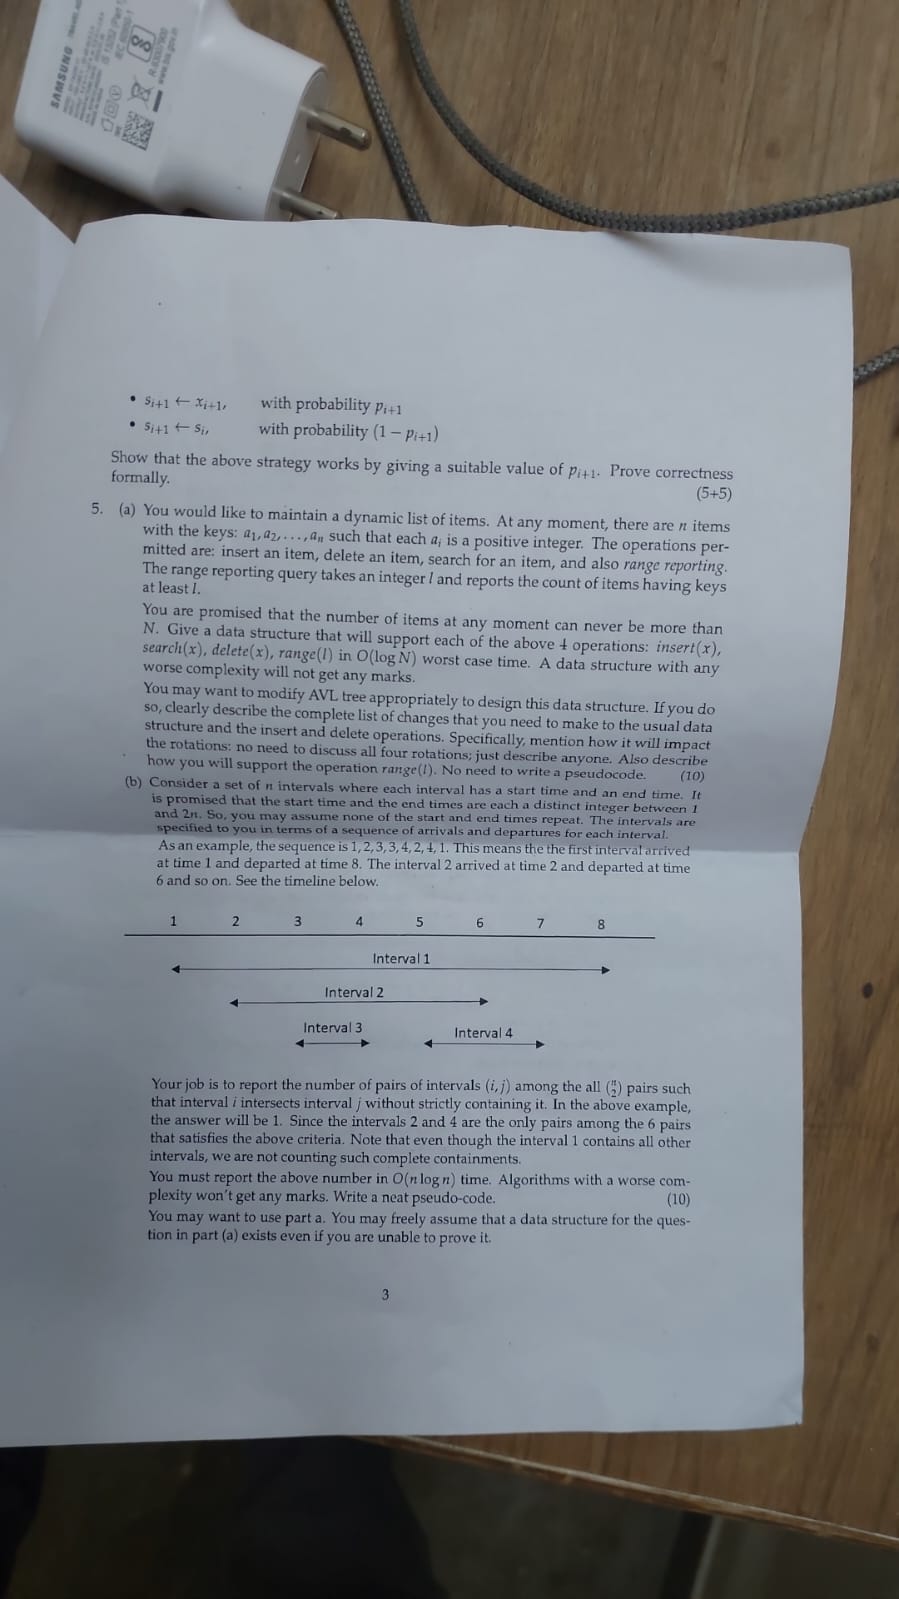 SAMSUNG
• s_{i+1} ← x_{i+1}, with probability p_{i+1}
• s_{i+1} ← s_i, with probability (1 − p_{i+1})
Show that the above strategy works by giving a suitable value of p_{i+1}. Prove correctness
formally. (5+5)
5. (a) You would like to maintain a dynamic list of items. At any moment, there are n items
with the keys: a_1, a_2, . . . , a_n such that each a_i is a positive integer. The operations per-
mitted are: insert an item, delete an item, search for an item, and also range reporting.
The range reporting query takes an integer l and reports the count of items having keys
at least l.
You are promised that the number of items at any moment can never be more than
N. Give a data structure that will support each of the above 4 operations: insert(x),
search(x), delete(x), range(l) in O(log N) worst case time. A data structure with any
worse complexity will not get any marks.
You may want to modify AVL tree appropriately to design this data structure. If you do
so, clearly describe the complete list of changes that you need to make to the usual data
structure and the insert and delete operations. Specifically, mention how it will impact
the rotations: no need to discuss all four rotations; just describe anyone. Also describe
how you will support the operation range(l). No need to write a pseudocode. (10)
(b) Consider a set of n intervals where each interval has a start time and an end time. It
is promised that the start time and the end times are each a distinct integer between 1
and 2n. So, you may assume none of the start and end times repeat. The intervals are
specified to you in terms of a sequence of arrivals and departures for each interval.
As an example, the sequence is 1, 2, 3, 3, 4, 2, 4, 1. This means the the first interval arrived
at time 1 and departed at time 8. The interval 2 arrived at time 2 and departed at time
6 and so on. See the timeline below.
1 2 3 4 5 6 7 8
Interval 1
Interval 2
Interval 3 Interval 4
Your job is to report the number of pairs of intervals (i, j) among the all (n 2) pairs such
that interval i intersects interval j without strictly containing it. In the above example,
the answer will be 1. Since the intervals 2 and 4 are the only pairs among the 6 pairs
that satisfies the above criteria. Note that even though the interval 1 contains all other
intervals, we are not counting such complete containments.
You must report the above number in O(n log n) time. Algorithms with a worse com-
plexity won't get any marks. Write a neat pseudo-code. (10)
You may want to use part a. You may freely assume that a data structure for the ques-
tion in part (a) exists even if you are unable to prove it.
3